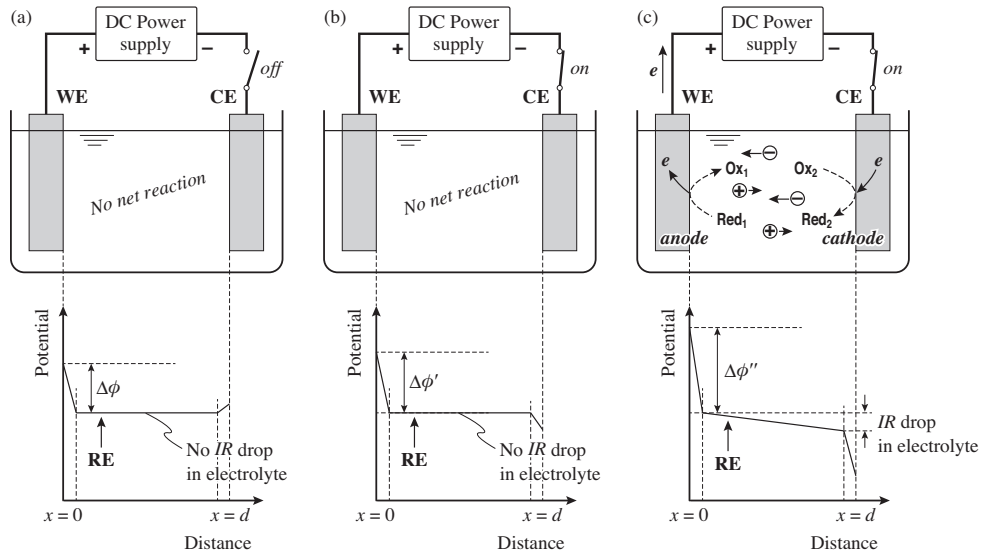 (a)
DC Power
supply
+
−
off
WE
CE
No net reaction
Potential
Δϕ
RE
No IR drop
in electrolyte
x = 0
x = d
Distance
(b)
DC Power
supply
+
−
on
WE
CE
No net reaction
Potential
Δϕ′
RE
No IR drop
in electrolyte
x = 0
x = d
Distance
(c)
DC Power
supply
+
−
on
e
WE
CE
e
Ox₁
Ox₂
e
−
+
−
Red₁
Red₂
+
anode
cathode
Potential
Δϕ″
IR drop
in electrolyte
RE
x = 0
x = d
Distance